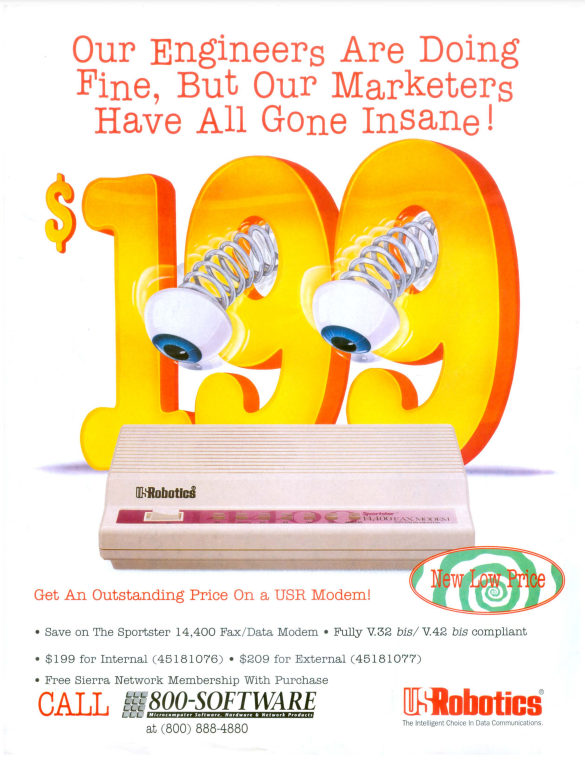 Our Engineers Are Doing
Fine, But Our Marketers
Have All Gone Insane!
$199
USRobotics
Sportster
14,400 FAX MODEM
New Low Price
Get An Outstanding Price On a USR Modem!
• Save on The Sportster 14,400 Fax/Data Modem • Fully V.32 bis/ V.42 bis compliant
• $199 for Internal (45181076) • $209 for External (45181077)
• Free Sierra Network Membership With Purchase
CALL 800-SOFTWARE
Microcomputer Software, Hardware & Network Products
at (800) 888-4880
USRobotics®
The Intelligent Choice In Data Communications.